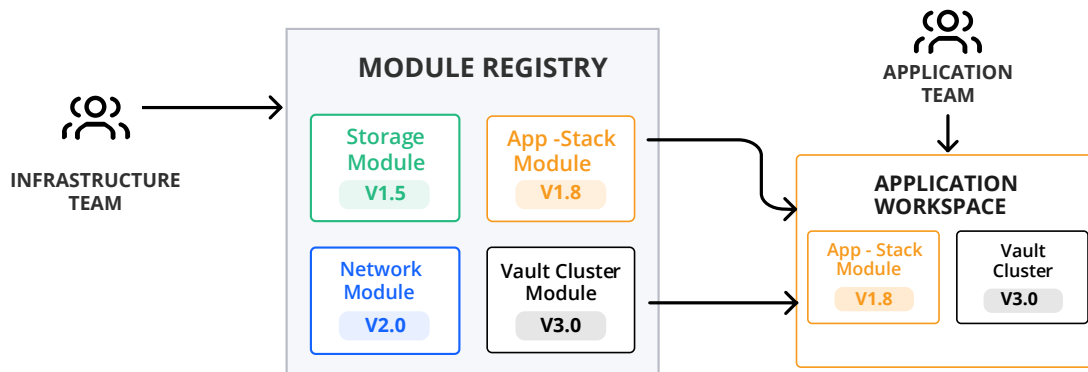 INFRASTRUCTURE
TEAM
MODULE REGISTRY
Storage
Module
V1.5
App -Stack
Module
V1.8
Network
Module
V2.0
Vault Cluster
Module
V3.0
APPLICATION
TEAM
APPLICATION
WORKSPACE
App - Stack
Module
V1.8
Vault
Cluster
V3.0